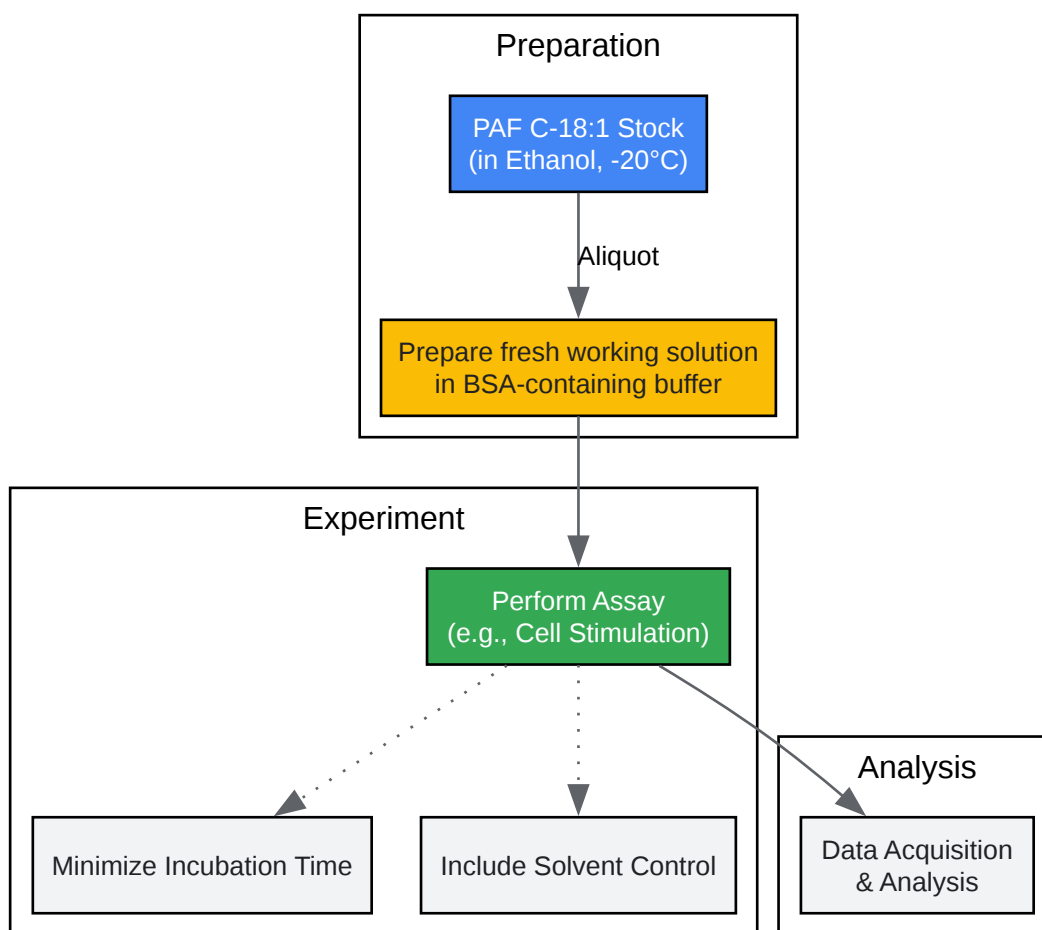 Preparation
PAF C-18:1 Stock
(in Ethanol, -20°C)
Aliquot
Prepare fresh working solution
in BSA-containing buffer
Experiment
Perform Assay
(e.g., Cell Stimulation)
Minimize Incubation Time
Include Solvent Control
Analysis
Data Acquisition
& Analysis